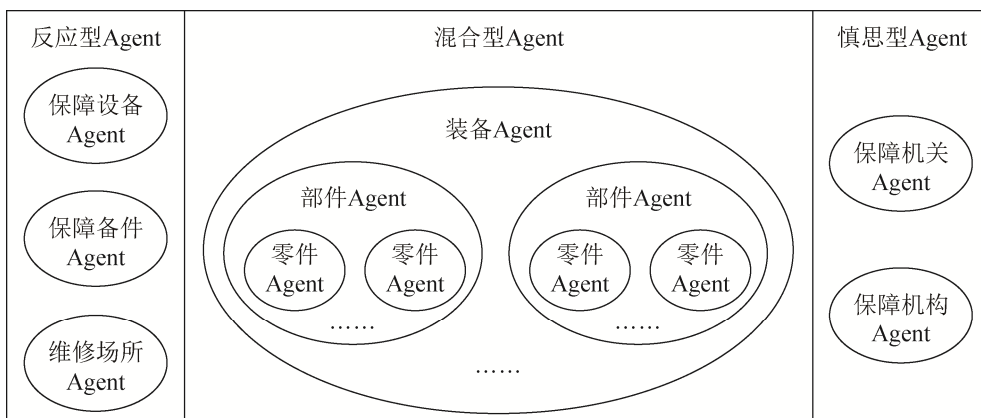 反应型Agent
保障设备
Agent
保障备件
Agent
维修场所
Agent
混合型Agent
装备Agent
部件Agent
零件
Agent
零件
Agent
……
部件Agent
零件
Agent
零件
Agent
……
……
慎思型Agent
保障机关
Agent
保障机构
Agent